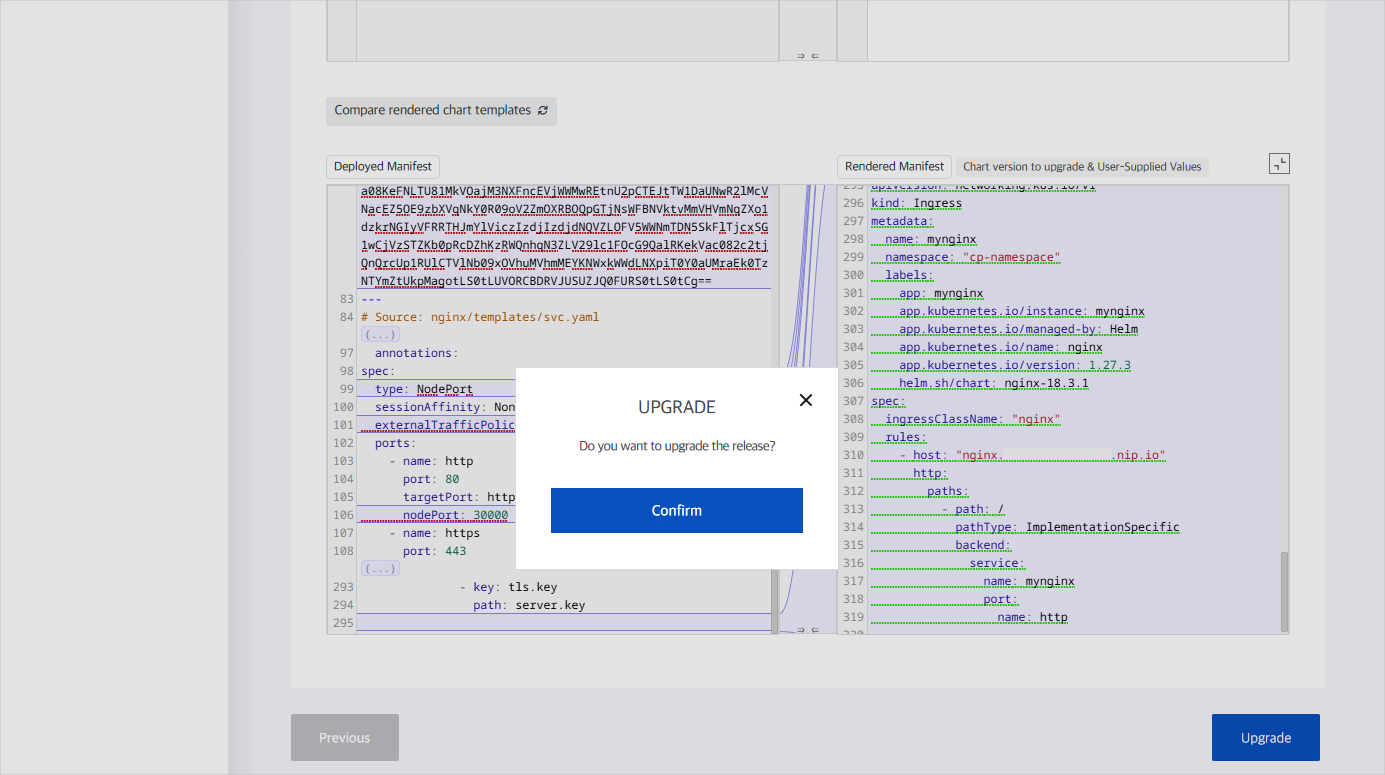 Compare rendered chart templates
Deployed Manifest
83 ---
84 # Source: nginx/templates/svc.yaml
(...)
97 annotations:
98 spec:
99 type: NodePort
100 sessionAffinity: Non
101 externalTrafficPolic
102 ports:
103 - name: http
104 port: 80
105 targetPort: http
106 nodePort: 30000
107 - name: https
108 port: 443
(...)
293 - key: tls.key
294 path: server.key
295
Rendered Manifest
Chart version to upgrade & User-Supplied Values
296 kind: Ingress
297 metadata:
298 name: mynginx
299 namespace: "cp-namespace"
300 labels:
301 app: mynginx
302 app.kubernetes.io/instance: mynginx
303 app.kubernetes.io/managed-by: Helm
304 app.kubernetes.io/name: nginx
305 app.kubernetes.io/version: 1.27.3
306 helm.sh/chart: nginx-18.3.1
307 spec:
308 ingressClassName: "nginx"
309 rules:
310 - host: "nginx. .nip.io"
311 http:
312 paths:
313 - path: /
314 pathType: ImplementationSpecific
315 backend:
316 service:
317 name: mynginx
318 port:
319 name: http
UPGRADE
Do you want to upgrade the release?
Confirm
Previous
Upgrade